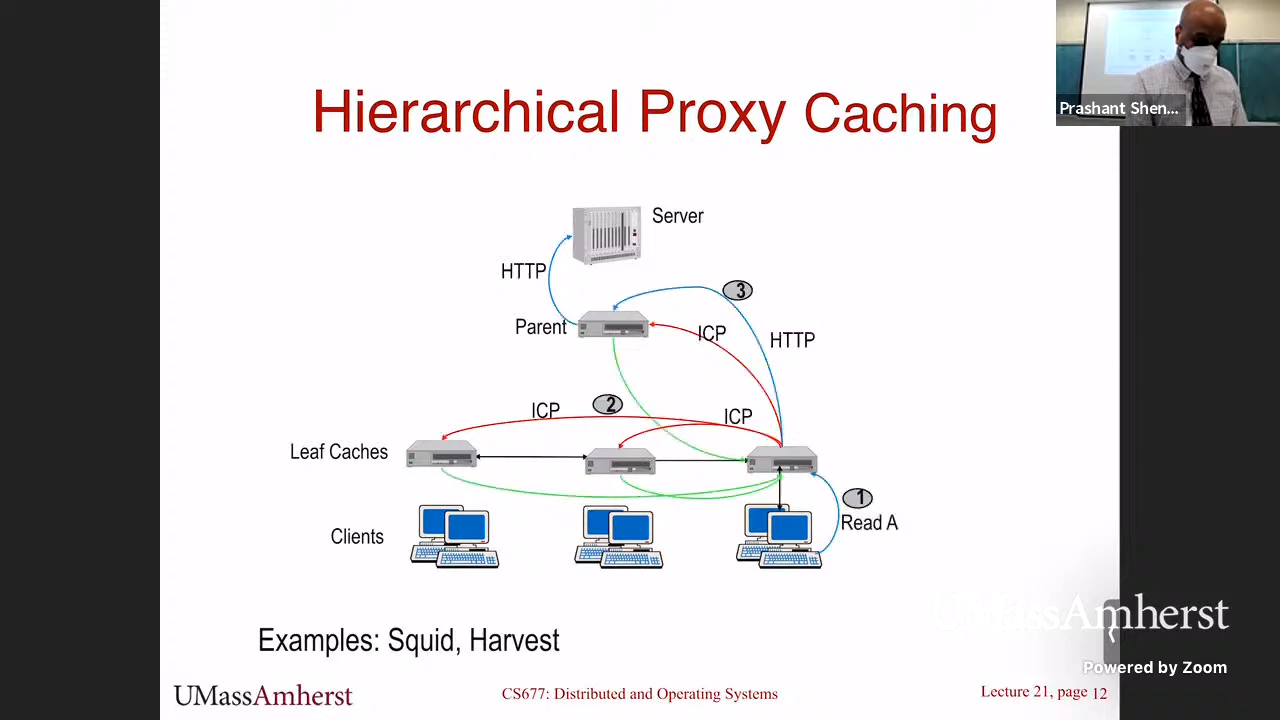 Prashant Shen...
Hierarchical Proxy Caching
Server
HTTP
3
Parent
ICP
HTTP
ICP
2
ICP
Leaf Caches
1
Read A
Clients
UMassAmherst
Examples: Squid, Harvest
Powered by Zoom
UMassAmherst
CS677: Distributed and Operating Systems
Lecture 21, page 12